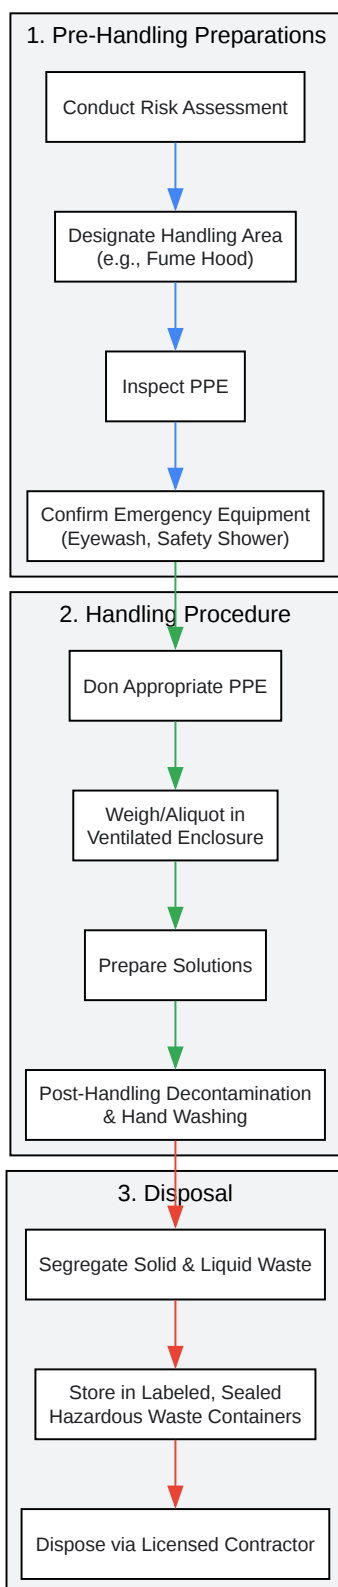 1. Pre-Handling Preparations
Conduct Risk Assessment
Designate Handling Area
(e.g., Fume Hood)
Inspect PPE
Confirm Emergency Equipment
(Eyewash, Safety Shower)
2. Handling Procedure
Don Appropriate PPE
Weigh/Aliquot in
Ventilated Enclosure
Prepare Solutions
Post-Handling Decontamination
& Hand Washing
3. Disposal
Segregate Solid & Liquid Waste
Store in Labeled, Sealed
Hazardous Waste Containers
Dispose via Licensed Contractor